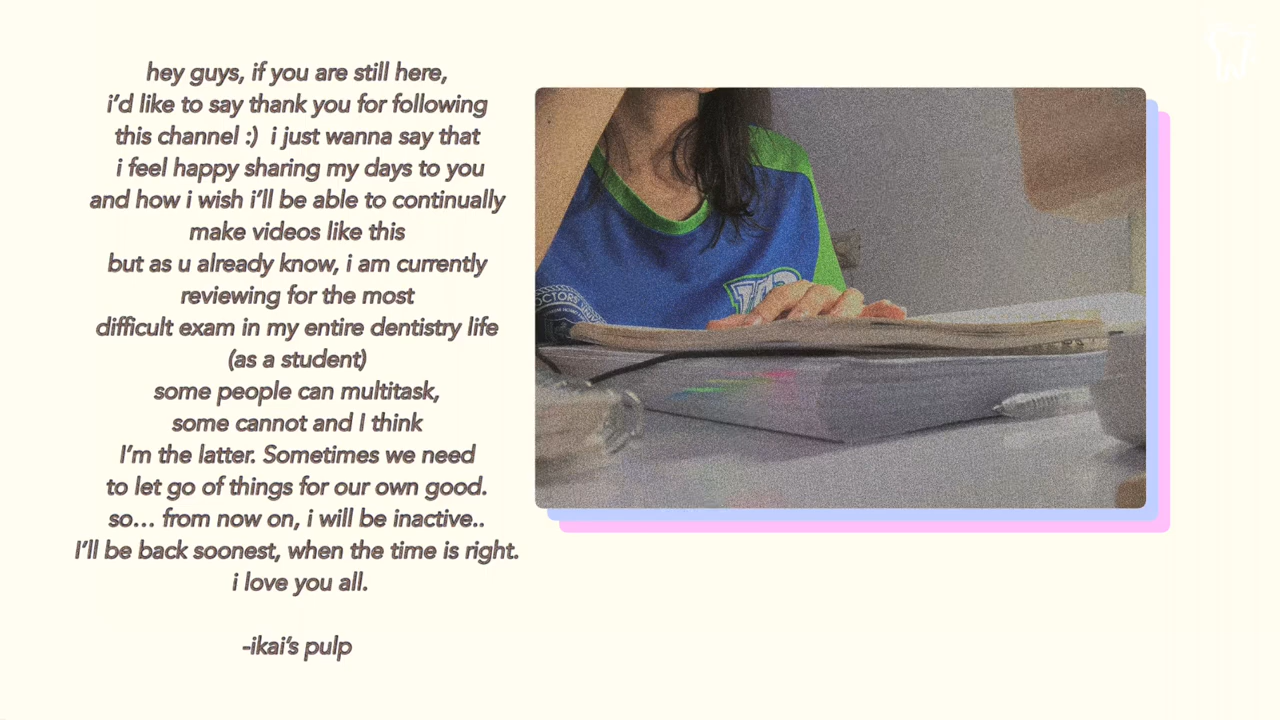 hey guys, if you are still here,
i'd like to say thank you for following
this channel :)  i just wanna say that
i feel happy sharing my days to you
and how i wish i'll be able to continually
make videos like this
but as u already know, i am currently
reviewing for the most
difficult exam in my entire dentistry life
(as a student)
some people can multitask,
some cannot and I think
I'm the latter. Sometimes we need
to let go of things for our own good.
so... from now on, i will be inactive..
I'll be back soonest, when the time is right.
i love you all.
-ikai's pulp